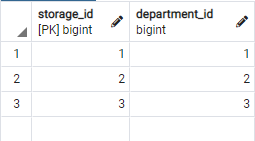 storage_id department_id
[PK] bigint bigint
1 1 1
2 2 2
3 3 3